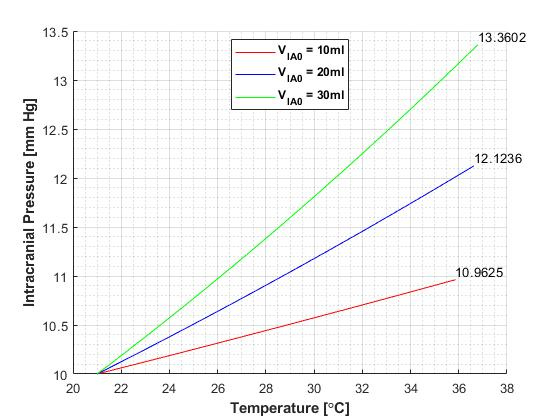 13.5
13
12.5
12
11.5
11
10.5
10
Intracranial Pressure [mm Hg]
V_IA0 = 10ml
V_IA0 = 20ml
V_IA0 = 30ml
13.3602
12.1236
10.9625
20 22 24 26 28 30 32 34 36 38
Temperature [°C]